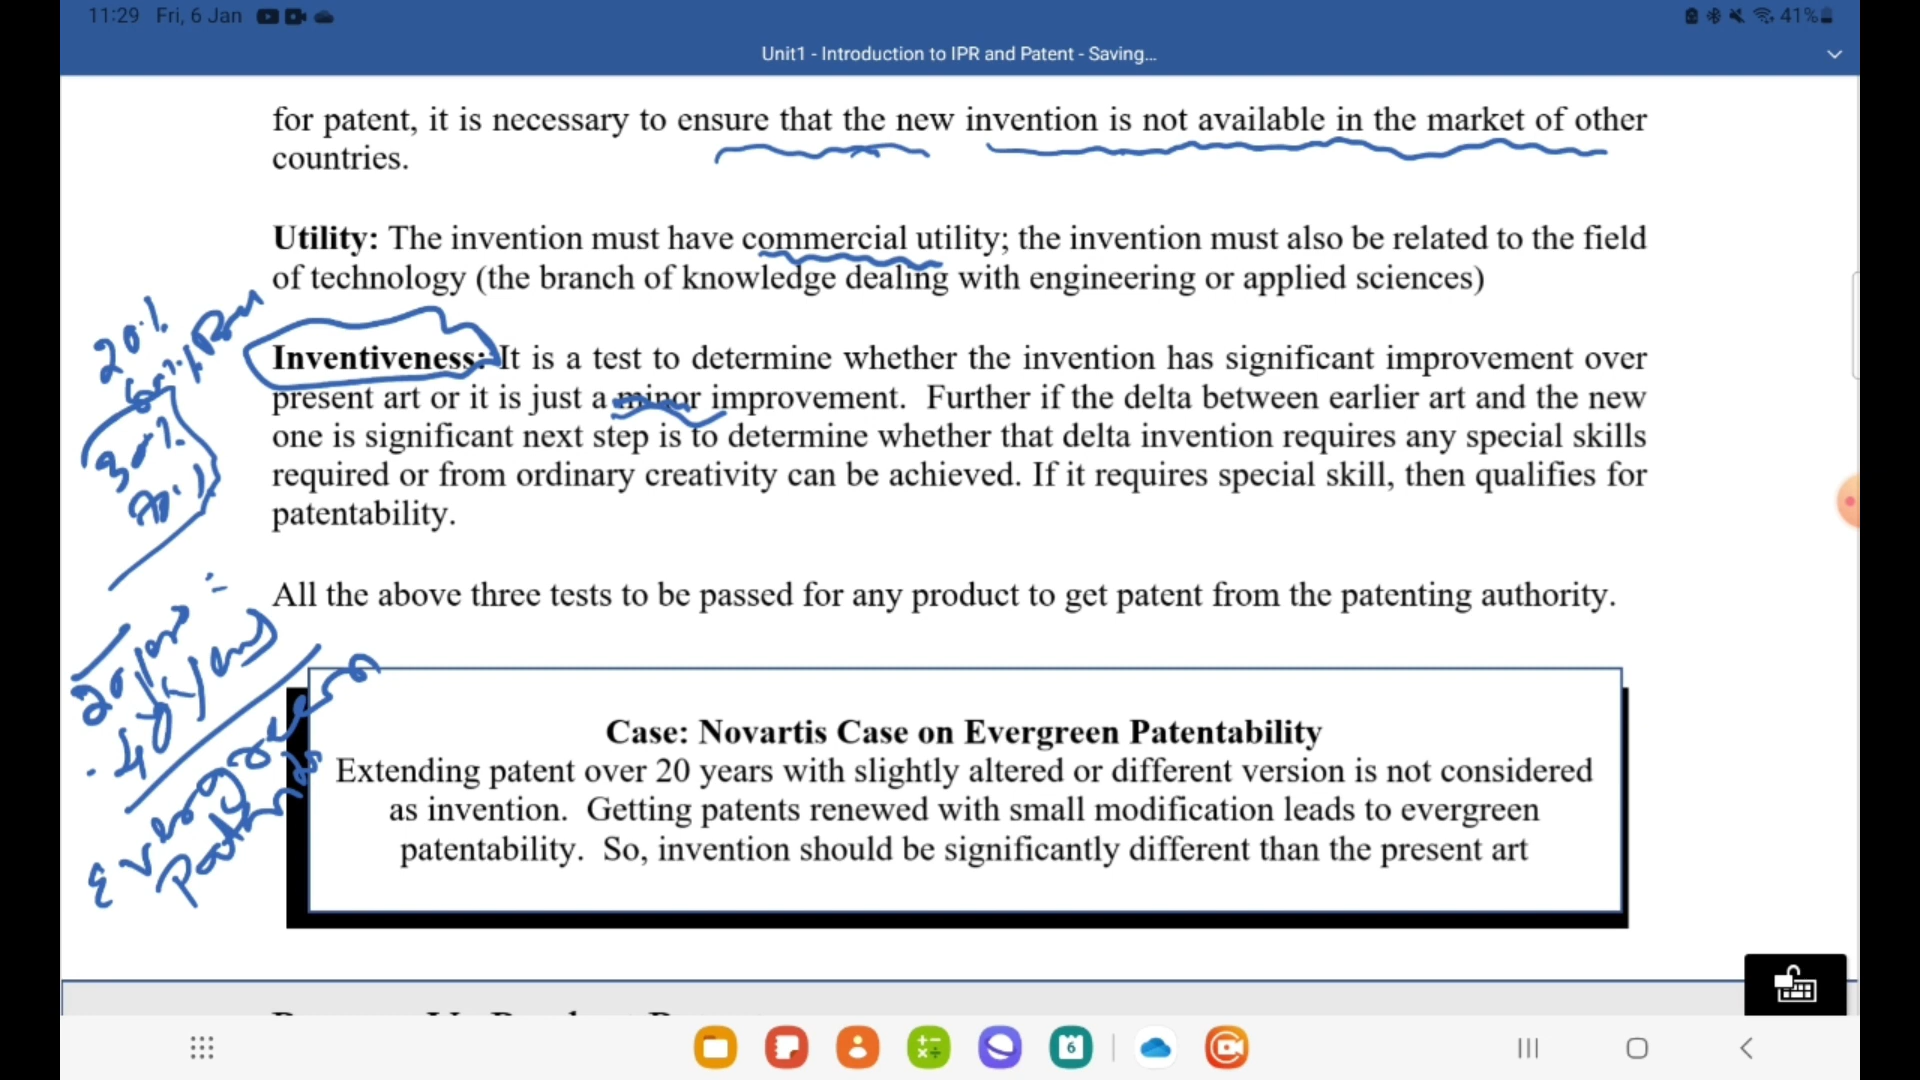 11:29 Fri, 6 Jan
41%
Unit1 - Introduction to IPR and Patent - Saving...
for patent, it is necessary to ensure that the new invention is not available in the market of other
countries.
Utility: The invention must have commercial utility; the invention must also be related to the field
of technology (the branch of knowledge dealing with engineering or applied sciences)
20%
Inventiveness: It is a test to determine whether the invention has significant improvement over
present art or it is just a minor improvement. Further if the delta between earlier art and the new
30%
one is significant next step is to determine whether that delta invention requires any special skills
required or from ordinary creativity can be achieved. If it requires special skill, then qualifies for
patentability.
All the above three tests to be passed for any product to get patent from the patenting authority.
Case: Novartis Case on Evergreen Patentability
Extending patent over 20 years with slightly altered or different version is not considered
as invention. Getting patents renewed with small modification leads to evergreen
patentability. So, invention should be significantly different than the present art
Evergreen
6